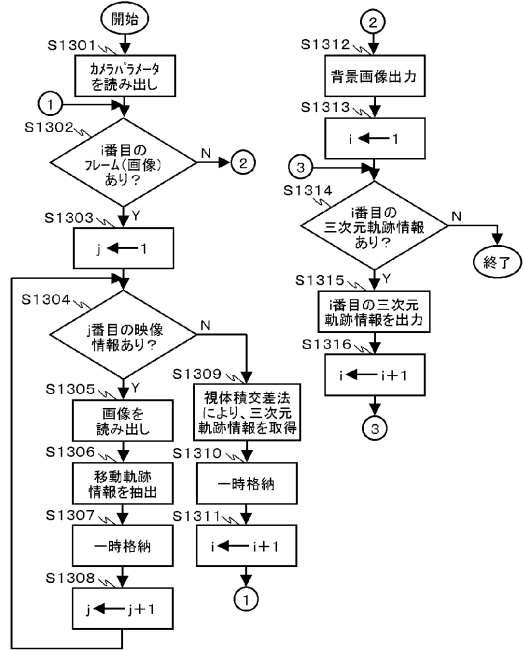 開始
S1301
カメラパラメータ
を読み出し
1
S1302
i番目の
フレーム(画像)
あり?
N
2
Y
S1303
j ← 1
S1304
j番目の映像
情報あり?
N
Y
S1305
画像を
読み出し
S1306
移動軌跡
情報を抽出
S1307
一時格納
S1308
j ← j+1
S1309
視体積交差法
により、三次元
軌跡情報を取得
S1310
一時格納
S1311
i ← i+1
1
2
S1312
背景画像出力
S1313
i ← 1
3
S1314
i番目の
三次元軌跡情報
あり?
N
終了
Y
S1315
i番目の三次元
軌跡情報を出力
S1316
i ← i+1
3